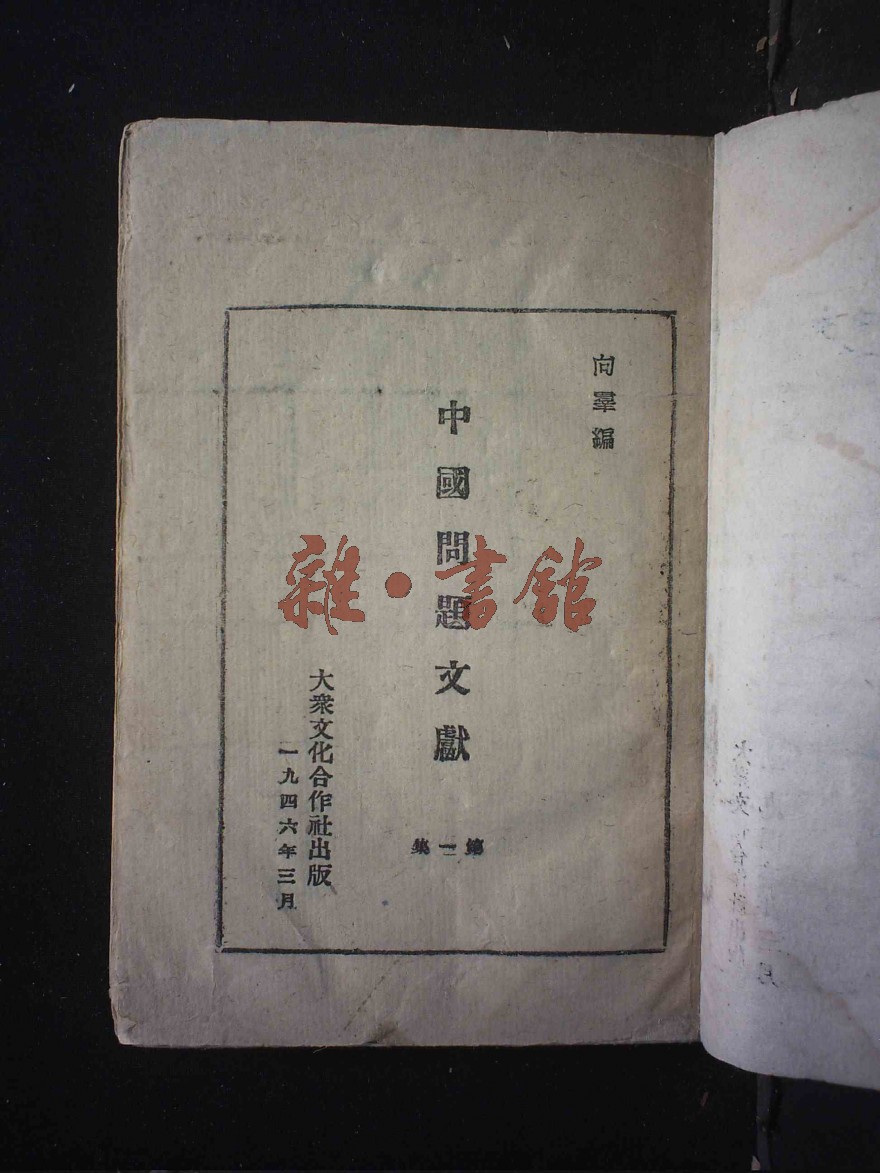 向羣編
中國問題文獻
第一集
大衆文化合作社出版
一九四六年三月
雜·書館